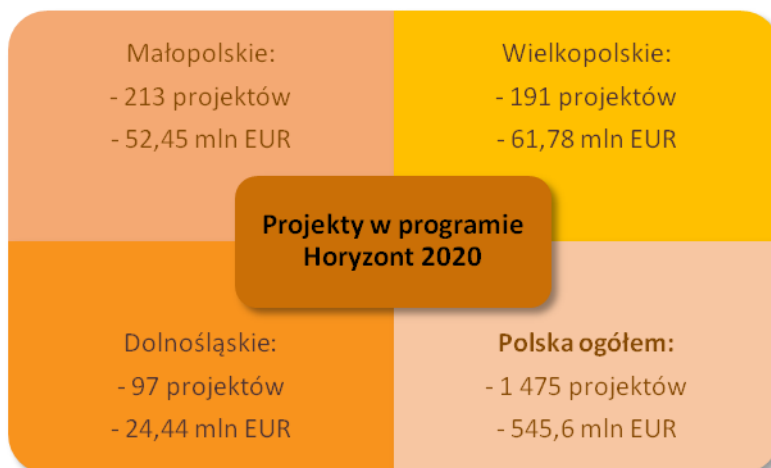 Małopolskie:
- 213 projektów
- 52,45 mln EUR
Wielkopolskie:
- 191 projektów
- 61,78 mln EUR
Projekty w programie
Horyzont 2020
Dolnośląskie:
- 97 projektów
- 24,44 mln EUR
Polska ogółem:
- 1 475 projektów
- 545,6 mln EUR